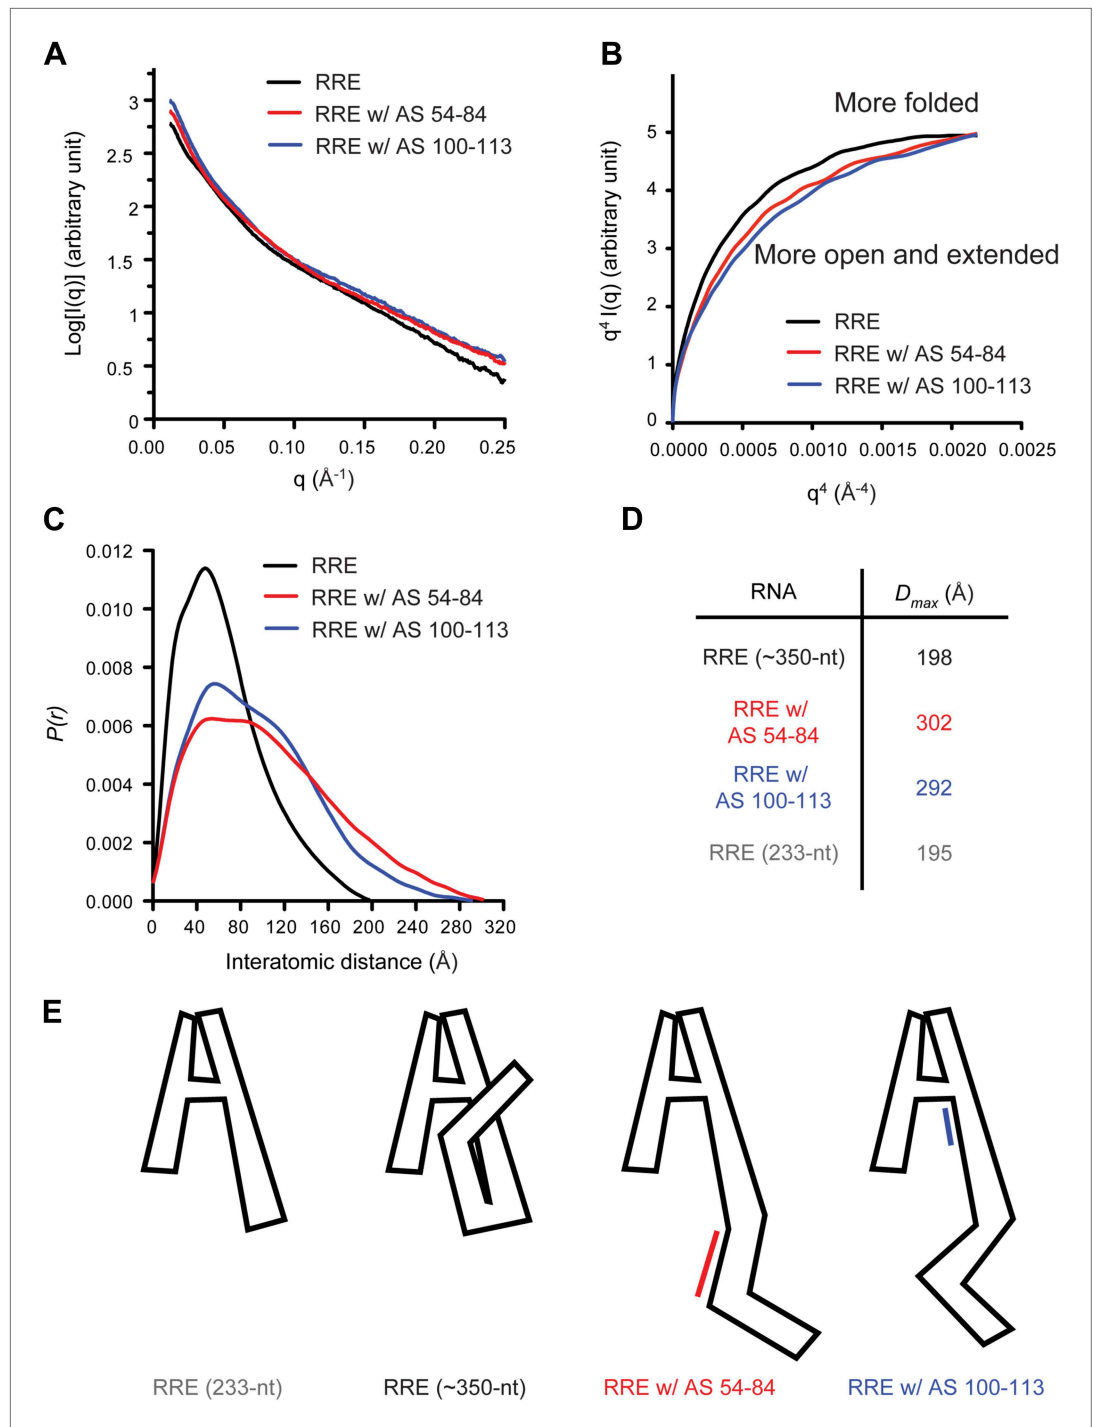 A
RRE
RRE w/ AS 54-84
RRE w/ AS 100-113
Log[I(q)] (arbitrary unit)
3
2.5
2
1.5
1
0.5
0
0.00 0.05 0.10 0.15 0.20 0.25
q (Å-1)
B
More folded
More open and extended
RRE
RRE w/ AS 54-84
RRE w/ AS 100-113
q4 I(q) (arbitrary unit)
5
4
3
2
1
0
0.0000 0.0005 0.0010 0.0015 0.0020 0.0025
q4 (Å-4)
C
RRE
RRE w/ AS 54-84
RRE w/ AS 100-113
P(r)
0.012
0.010
0.008
0.006
0.004
0.002
0.000
0 40 80 120 160 200 240 280 320
Interatomic distance (Å)
D
RNA Dmax (Å)
RRE (~350-nt) 198
RRE w/
AS 54-84 302
RRE w/
AS 100-113 292
RRE (233-nt) 195
E
RRE (233-nt) RRE (~350-nt) RRE w/ AS 54-84 RRE w/ AS 100-113